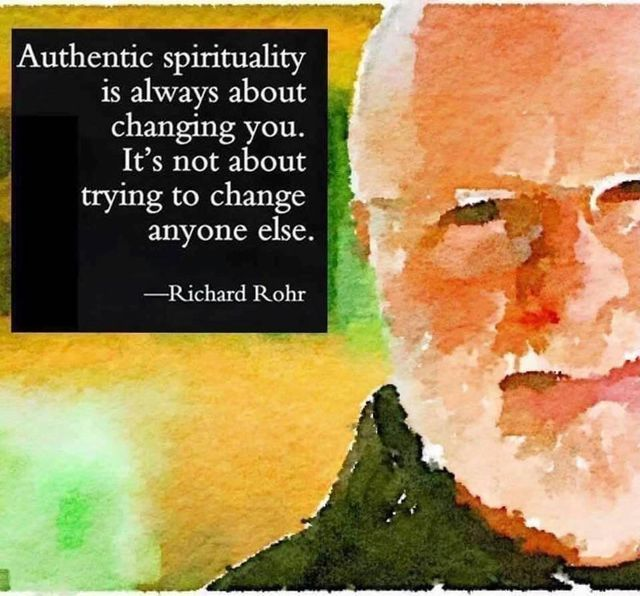 Authentic spirituality
is always about
changing you.
It’s not about
trying to change
anyone else.
—Richard Rohr